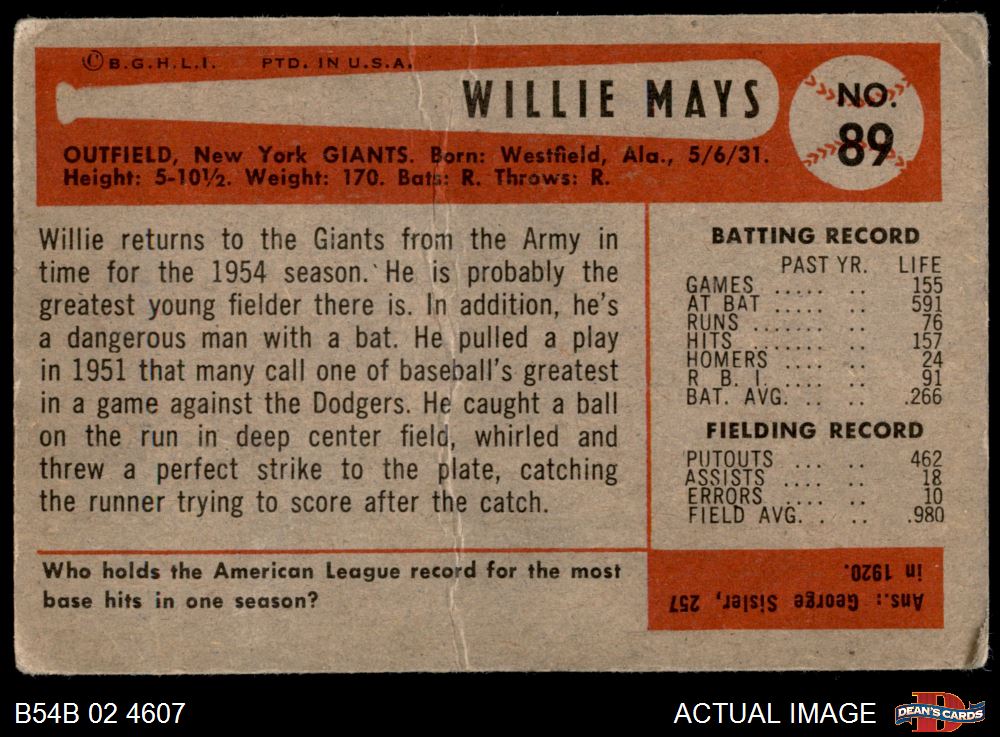 © B.G.H.L.I. PTD. IN U.S.A.
WILLIE MAYS
NO.
89
OUTFIELD, New York GIANTS. Born: Westfield, Ala., 5/6/31.
Height: 5-10½. Weight: 170. Bats: R. Throws: R.
Willie returns to the Giants from the Army in
time for the 1954 season. He is probably the
greatest young fielder there is. In addition, he's
a dangerous man with a bat. He pulled a play
in 1951 that many call one of baseball's greatest
in a game against the Dodgers. He caught a ball
on the run in deep center field, whirled and
threw a perfect strike to the plate, catching
the runner trying to score after the catch.
BATTING RECORD
PAST YR. LIFE
GAMES ..... .. 155
AT BAT ..... .. 591
RUNS ....... .. 76
HITS ........ .. 157
HOMERS .... .. 24
R. B. I. .... .. 91
BAT. AVG. .. .. .266
FIELDING RECORD
PUTOUTS ... .. 462
ASSISTS .... .. 18
ERRORS .... .. 10
FIELD AVG. . .. .980
Who holds the American League record for the most
base hits in one season?
Ans.: George Sisler, 257
in 1920.
B54B 02 4607
ACTUAL IMAGE
DEAN'S CARDS